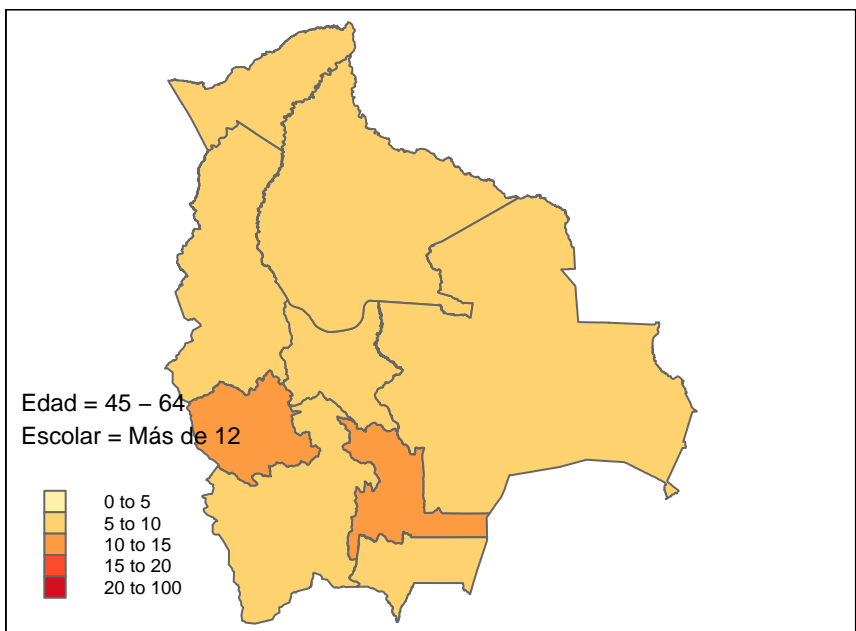 Edad = 45 – 64
Escolar = Más de 12
0 to 5
5 to 10
10 to 15
15 to 20
20 to 100